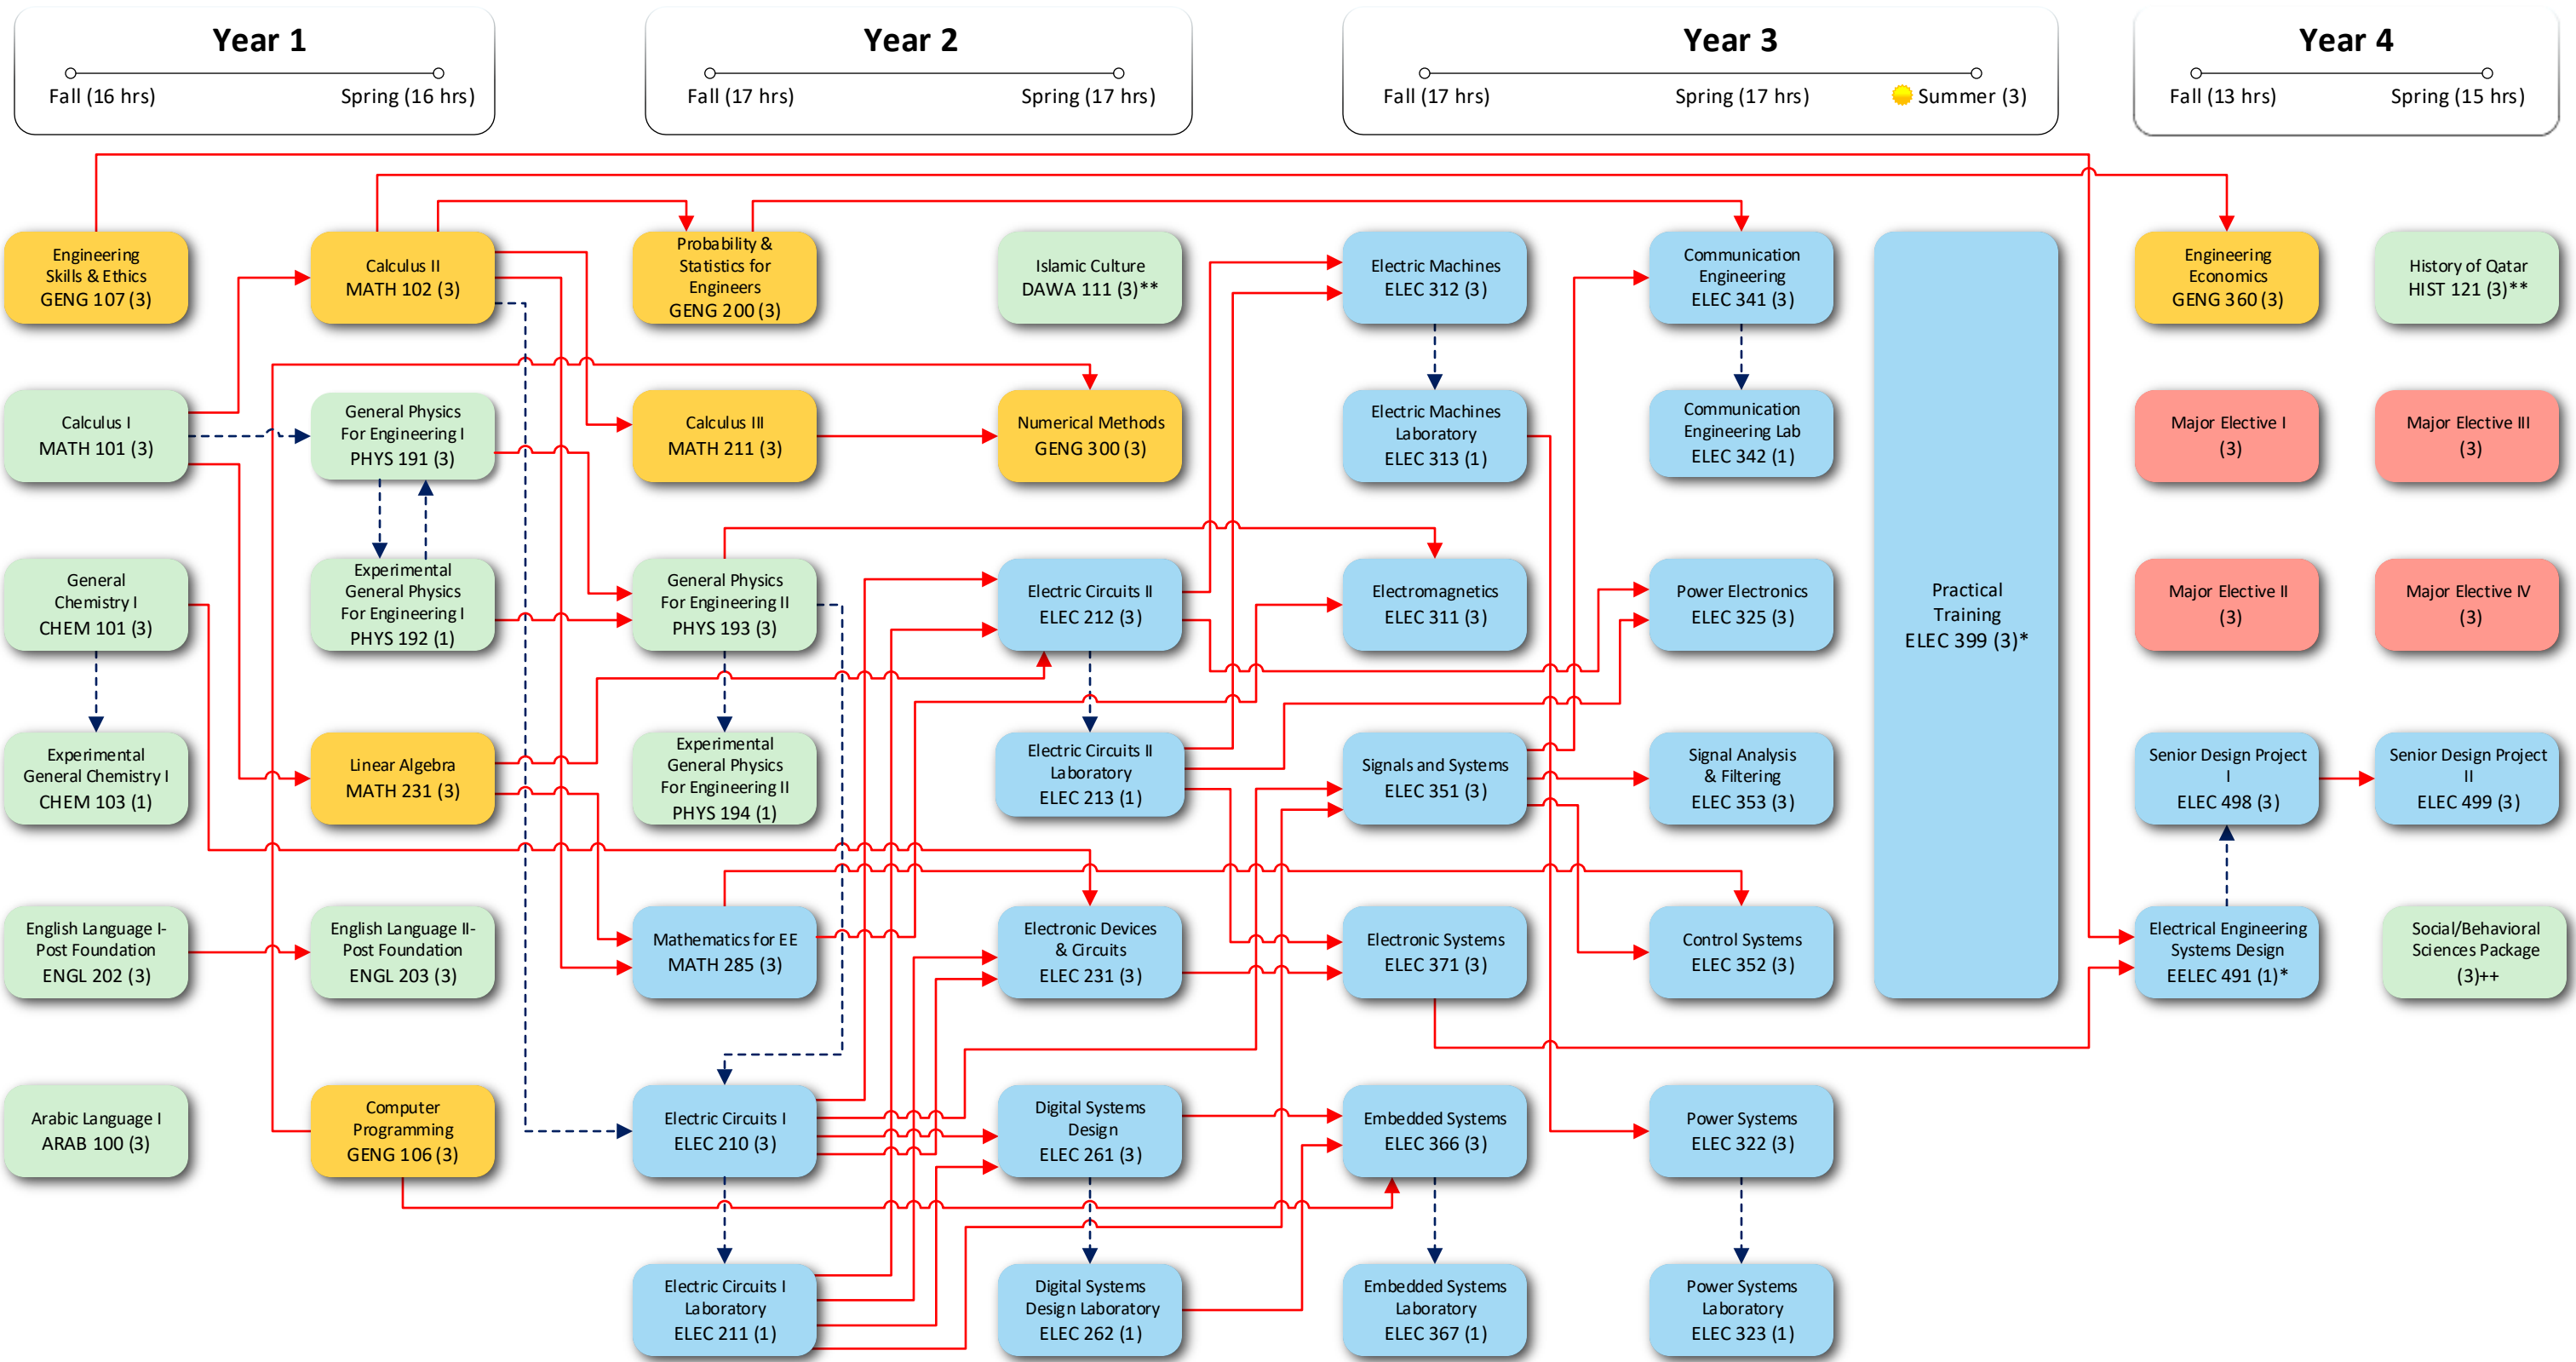 Year 1
Fall (16 hrs)
Spring (16 hrs)
Year 2
Fall (17 hrs)
Spring (17 hrs)
Year 3
Fall (17 hrs)
Spring (17 hrs)
Summer (3)
Year 4
Fall (13 hrs)
Spring (15 hrs)
Engineering
Skills & Ethics
GENG 107 (3)
Calculus II
MATH 102 (3)
Probability &
Statistics for
Engineers
GENG 200 (3)
Islamic Culture
DAWA 111 (3)**
Electric Machines
ELEC 312 (3)
Communication
Engineering
ELEC 341 (3)
Engineering
Economics
GENG 360 (3)
History of Qatar
HIST 121 (3)**
Calculus I
MATH 101 (3)
General Physics
For Engineering I
PHYS 191 (3)
Calculus III
MATH 211 (3)
Numerical Methods
GENG 300 (3)
Electric Machines
Laboratory
ELEC 313 (1)
Communication
Engineering Lab
ELEC 342 (1)
Major Elective I
(3)
Major Elective III
(3)
General
Chemistry I
CHEM 101 (3)
Experimental
General Physics
For Engineering I
PHYS 192 (1)
General Physics
For Engineering II
PHYS 193 (3)
Electric Circuits II
ELEC 212 (3)
Electromagnetics
ELEC 311 (3)
Power Electronics
ELEC 325 (3)
Practical
Training
ELEC 399 (3)*
Major Elective II
(3)
Major Elective IV
(3)
Experimental
General Chemistry I
CHEM 103 (1)
Linear Algebra
MATH 231 (3)
Experimental
General Physics
For Engineering II
PHYS 194 (1)
Electric Circuits II
Laboratory
ELEC 213 (1)
Signals and Systems
ELEC 351 (3)
Signal Analysis
& Filtering
ELEC 353 (3)
Senior Design Project
I
ELEC 498 (3)
Senior Design Project
II
ELEC 499 (3)
English Language I-
Post Foundation
ENGL 202 (3)
English Language II-
Post Foundation
ENGL 203 (3)
Mathematics for EE
MATH 285 (3)
Electronic Devices
& Circuits
ELEC 231 (3)
Electronic Systems
ELEC 371 (3)
Control Systems
ELEC 352 (3)
Electrical Engineering
Systems Design
EELEC 491 (1)*
Social/Behavioral
Sciences Package
(3)++
Arabic Language I
ARAB 100 (3)
Computer
Programming
GENG 106 (3)
Electric Circuits I
ELEC 210 (3)
Digital Systems
Design
ELEC 261 (3)
Embedded Systems
ELEC 366 (3)
Power Systems
ELEC 322 (3)
Electric Circuits I
Laboratory
ELEC 211 (1)
Digital Systems
Design Laboratory
ELEC 262 (1)
Embedded Systems
Laboratory
ELEC 367 (1)
Power Systems
Laboratory
ELEC 323 (1)